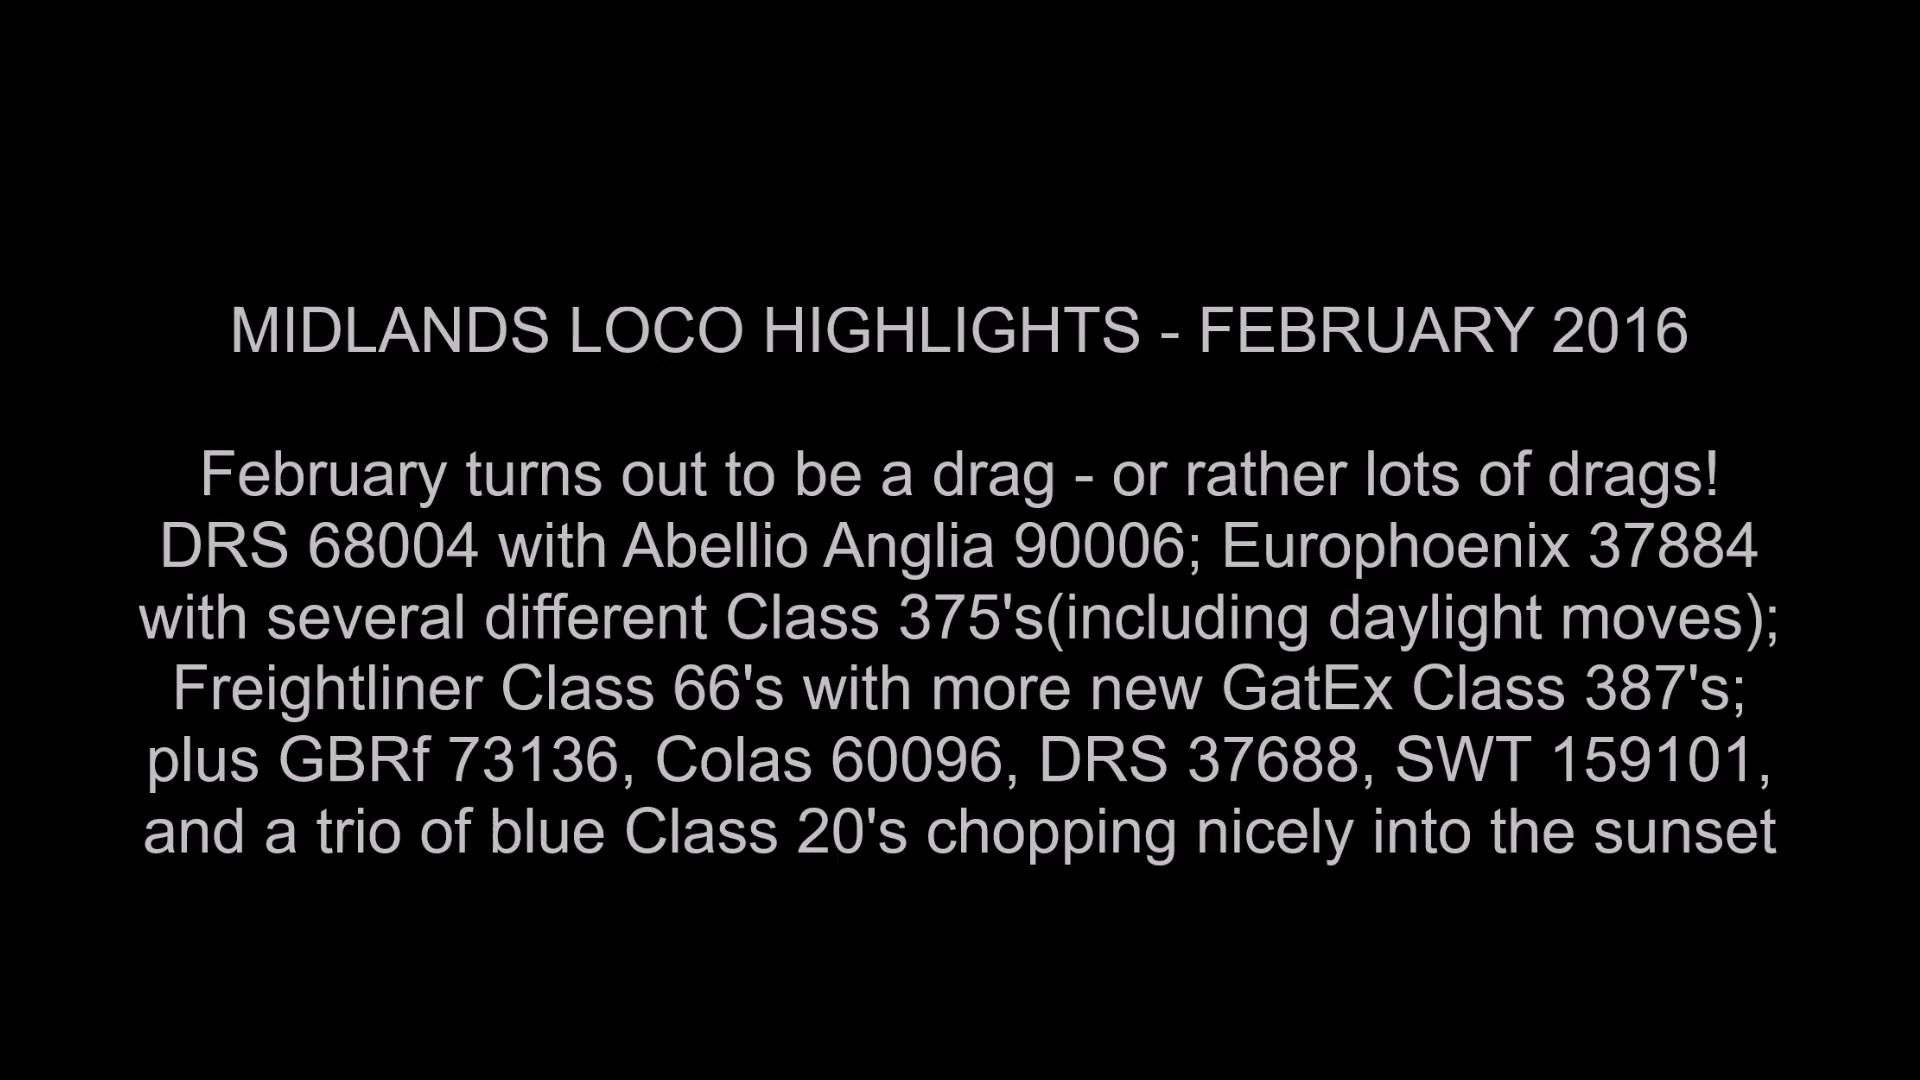 MIDLANDS LOCO HIGHLIGHTS - FEBRUARY 2016
February turns out to be a drag - or rather lots of drags!
DRS 68004 with Abellio Anglia 90006; Europhoenix 37884
with several different Class 375's(including daylight moves);
Freightliner Class 66's with more new GatEx Class 387's;
plus GBRf 73136, Colas 60096, DRS 37688, SWT 159101,
and a trio of blue Class 20's chopping nicely into the sunset